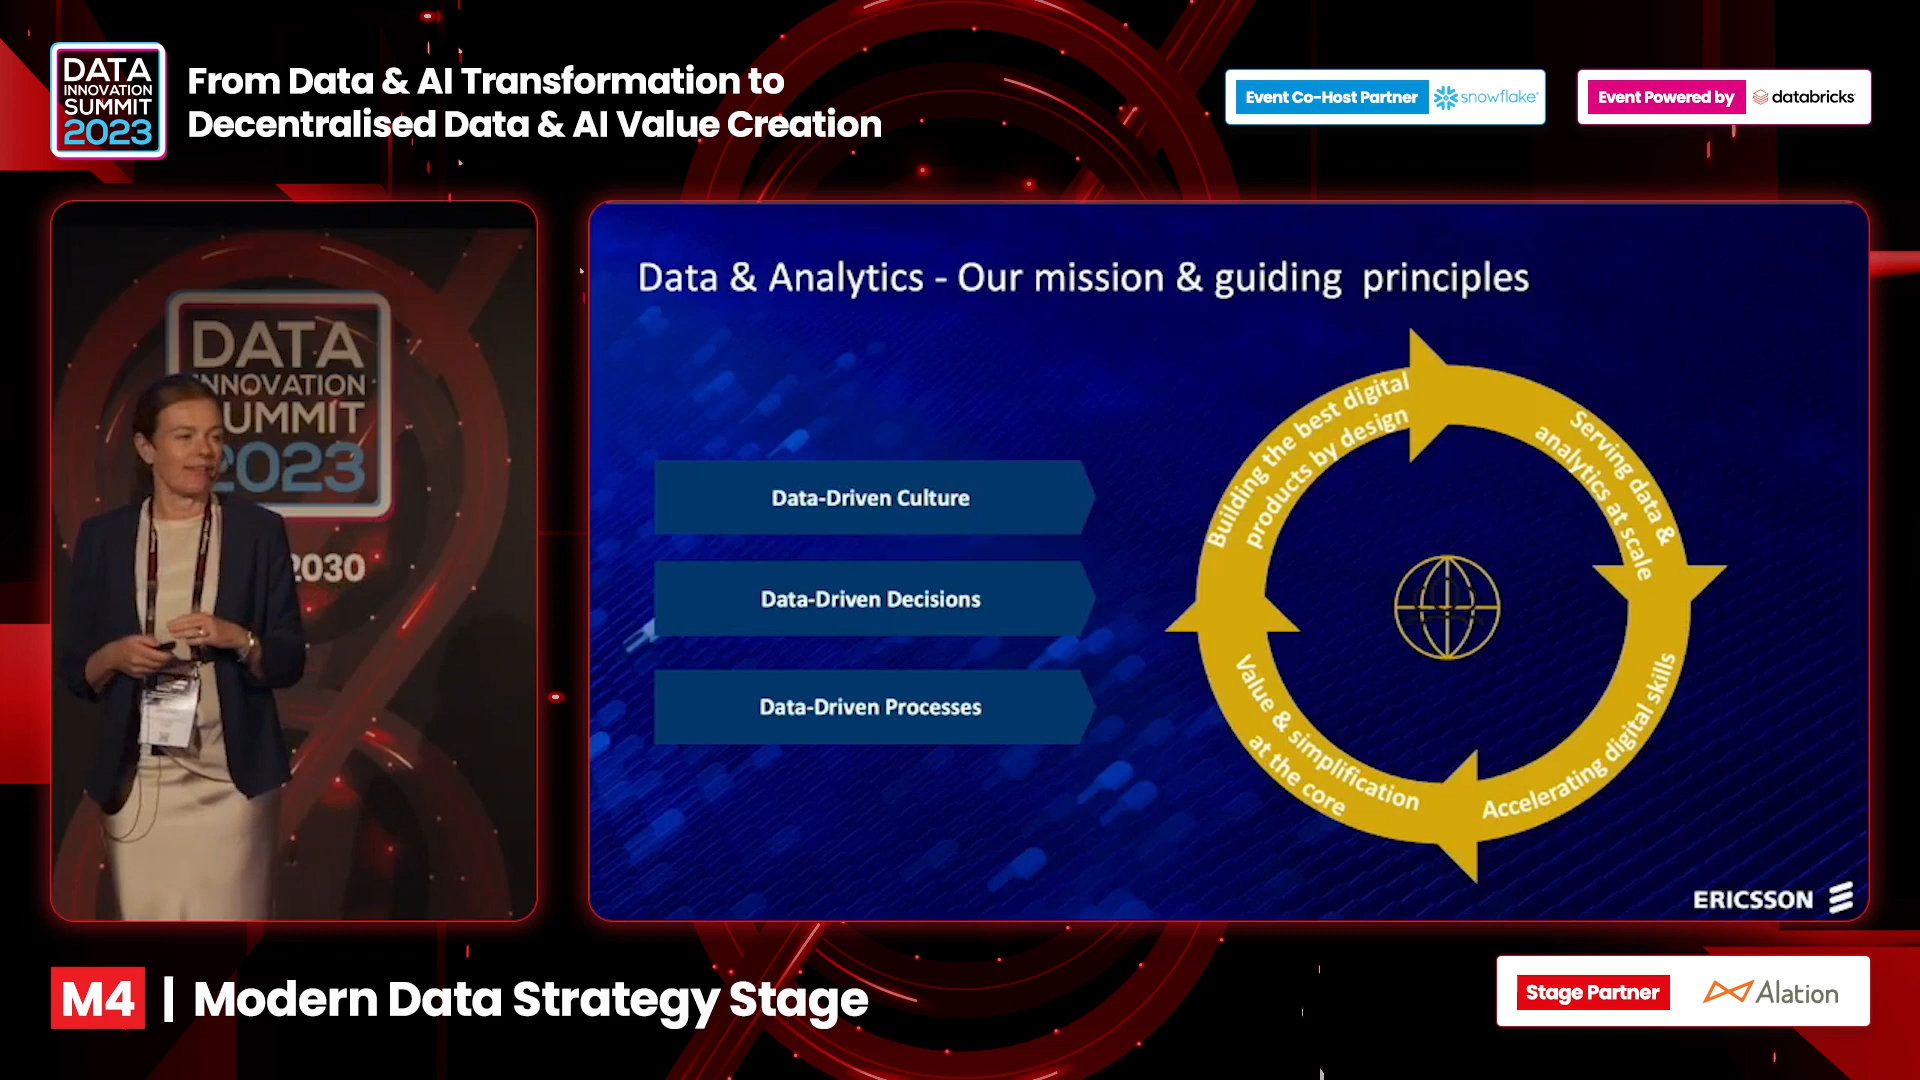 DATA
INNOVATION
SUMMIT
2023
From Data & AI Transformation to
Decentralised Data & AI Value Creation
Event Co-Host Partner
snowflake
Event Powered by
databricks
DATA
INNOVATION
SUMMIT
2023
2030
Data & Analytics - Our mission & guiding principles
Data-Driven Culture
Data-Driven Decisions
Data-Driven Processes
Building the best digital
products by design
Serving data &
analytics at scale
Accelerating digital skills
Value & simplification
at the core
ERICSSON
M4 | Modern Data Strategy Stage
Stage Partner
Alation